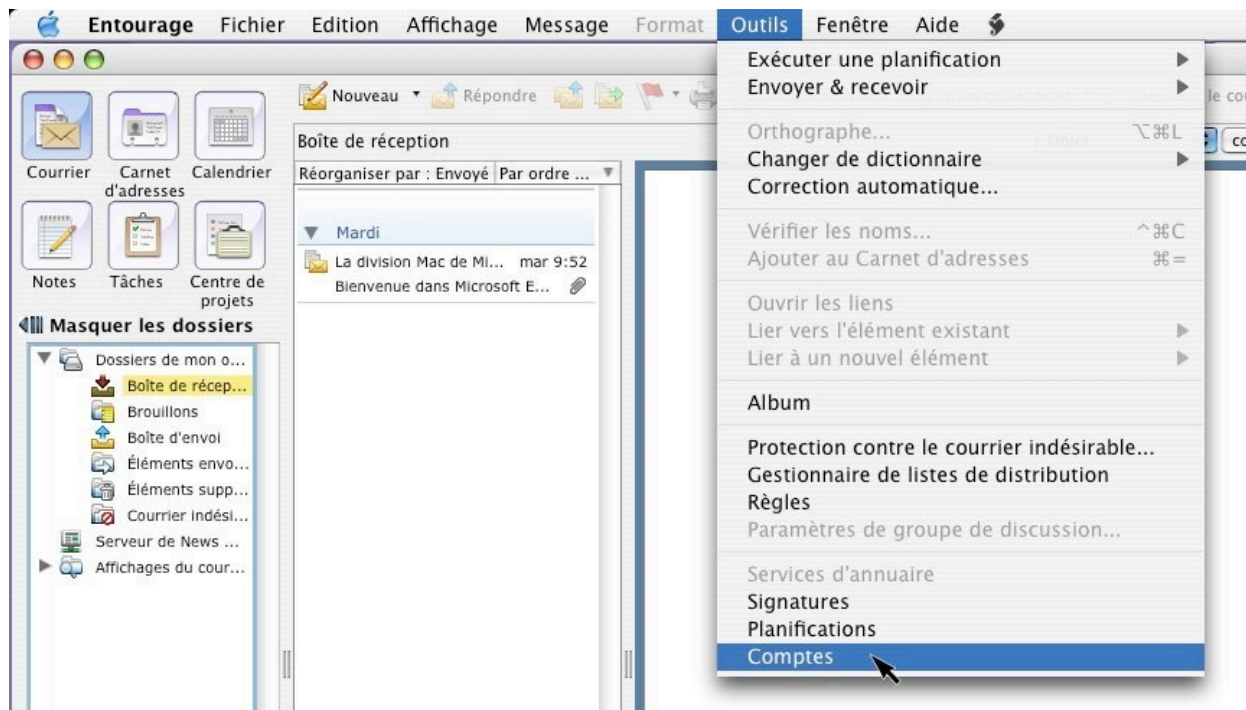 Entourage Fichier Edition Affichage Message Format Outils Fenêtre Aide
Nouveau Répondre
le cou
Boîte de réception
co
Réorganiser par : Envoyé Par ordre ...
Courrier Carnet d'adresses Calendrier
Notes Tâches Centre de projets
Masquer les dossiers
Dossiers de mon o...
Boîte de récep...
Brouillons
Boîte d'envoi
Éléments envo...
Éléments supp...
Courrier indési...
Serveur de News ...
Affichages du cour...
Mardi
La division Mac de Mi... mar 9:52
Bienvenue dans Microsoft E...
Exécuter une planification
Envoyer & recevoir
Orthographe... ⌥⌘L
Changer de dictionnaire
Correction automatique...
Vérifier les noms... ^⌘C
Ajouter au Carnet d'adresses ⌘=
Ouvrir les liens
Lier vers l'élément existant
Lier à un nouvel élément
Album
Protection contre le courrier indésirable...
Gestionnaire de listes de distribution
Règles
Paramètres de groupe de discussion...
Services d'annuaire
Signatures
Planifications
Comptes